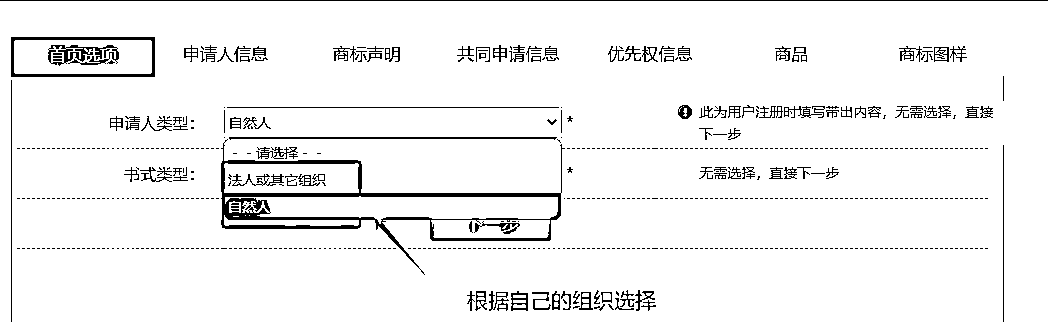 首页选项 申请人信息 商标声明 共同申请信息 优先权信息 商品 商标图样
申请人类型： 自然人 * 此为用户注册时填写带出内容，无需选择，直接
下一步
- - 请选择 - -
书式类型： 法人或其它组织 * 无需选择，直接下一步
自然人
下一步
根据自己的组织选择